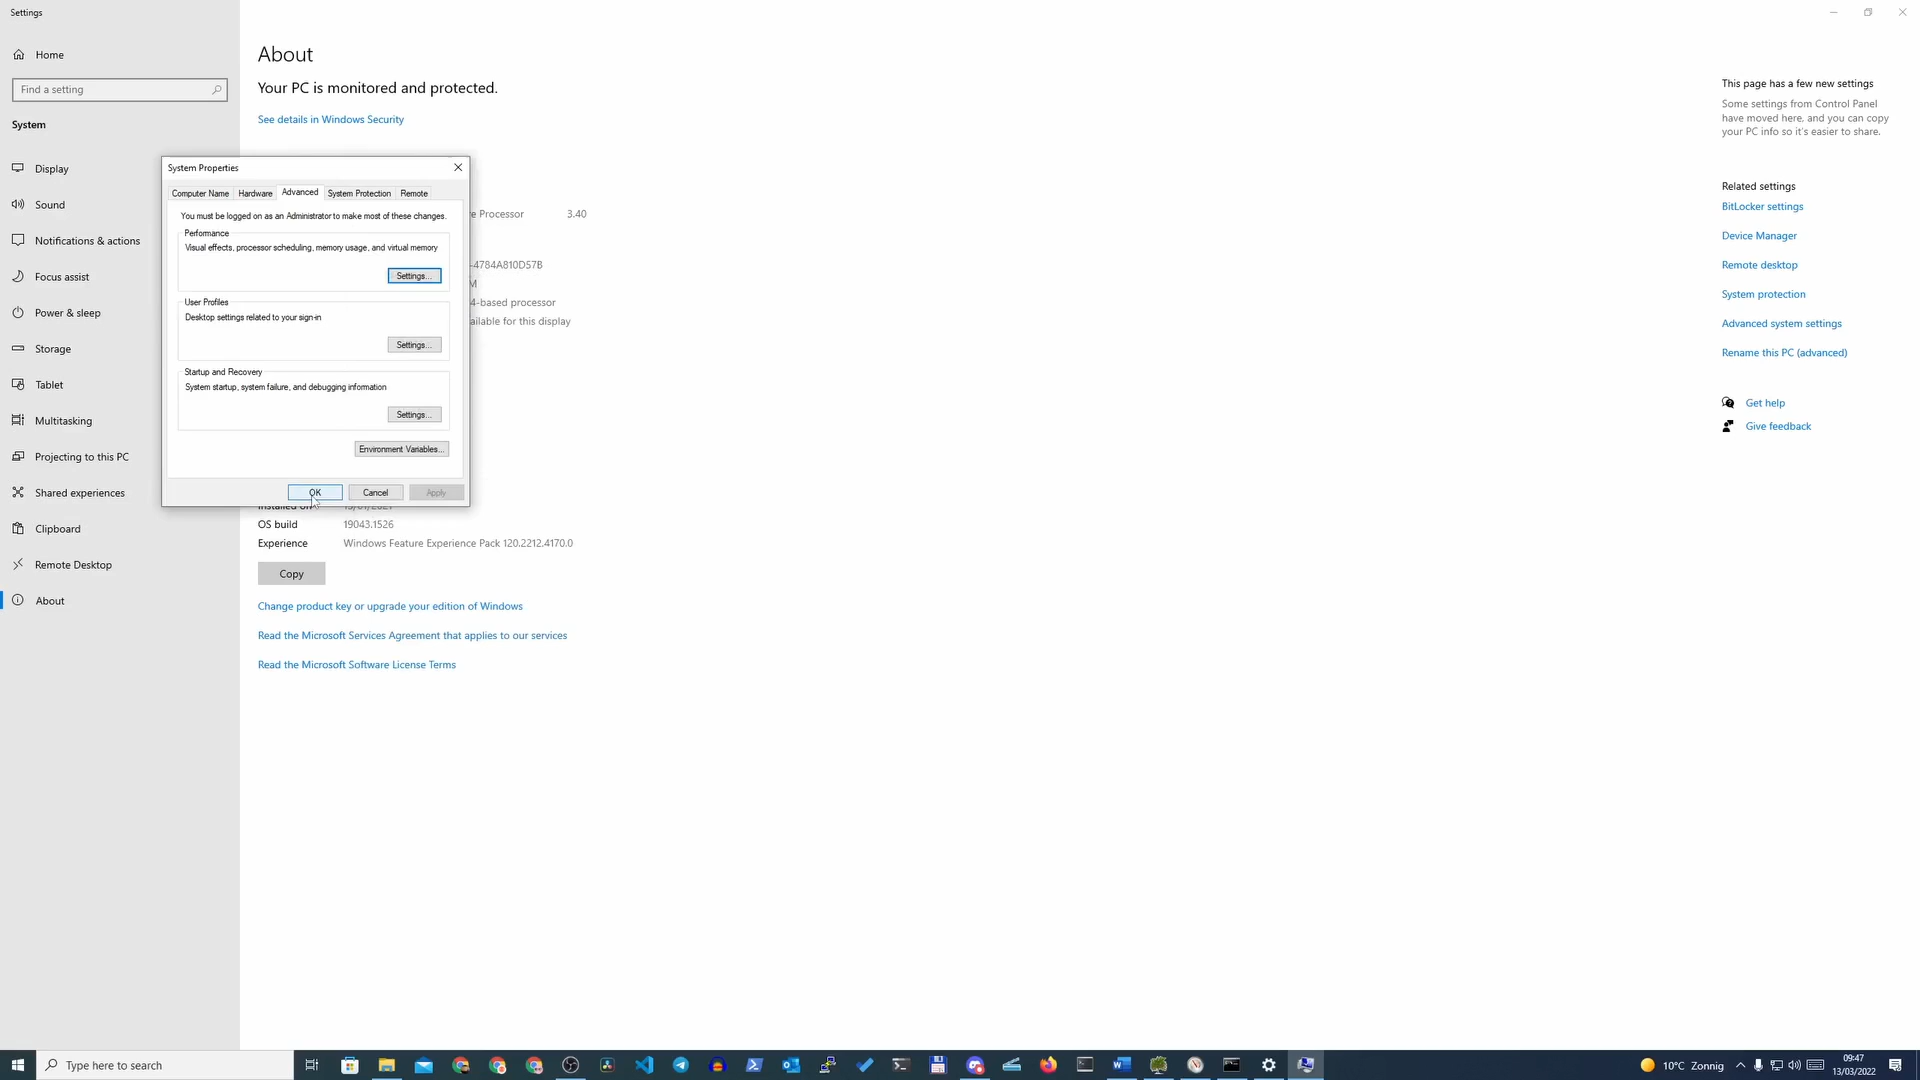 Settings
Home
Find a setting
System
Display
Sound
Notifications & actions
Focus assist
Power & sleep
Storage
Tablet
Multitasking
Projecting to this PC
Shared experiences
Clipboard
Remote Desktop
About
About
Your PC is monitored and protected.
See details in Windows Security
System Properties
Computer Name Hardware Advanced System Protection Remote
You must be logged on as an Administrator to make most of these changes.
Performance
Visual effects, processor scheduling, memory usage, and virtual memory
Settings...
User Profiles
Desktop settings related to your sign-in
Settings...
Startup and Recovery
System startup, system failure, and debugging information
Settings...
Environment Variables...
OK Cancel Apply
e Processor 3.40
-4784A810D57B
M
4-based processor
ailable for this display
Installed on
OS build 19043.1526
Experience Windows Feature Experience Pack 120.2212.4170.0
Copy
Change product key or upgrade your edition of Windows
Read the Microsoft Services Agreement that applies to our services
Read the Microsoft Software License Terms
This page has a few new settings
Some settings from Control Panel
have moved here, and you can copy
your PC info so it's easier to share.
Related settings
BitLocker settings
Device Manager
Remote desktop
System protection
Advanced system settings
Rename this PC (advanced)
Get help
Give feedback
Type here to search
10°C Zonnig
09:47
13/03/2022